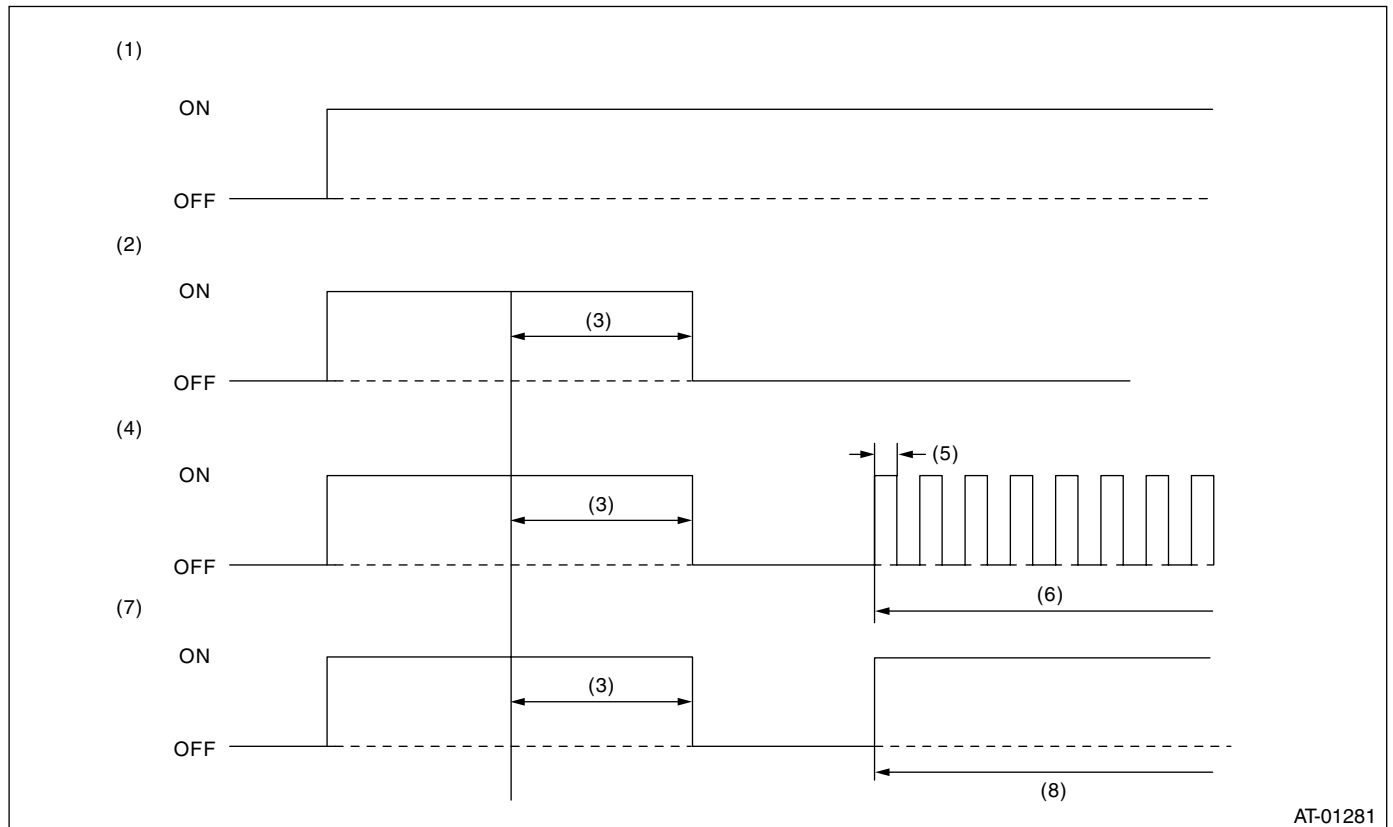 (1)
ON
OFF
(2)
ON
(3)
OFF
(4)
ON
(5)
(3)
OFF
(6)
(7)
ON
(3)
OFF
(8)
AT-01281